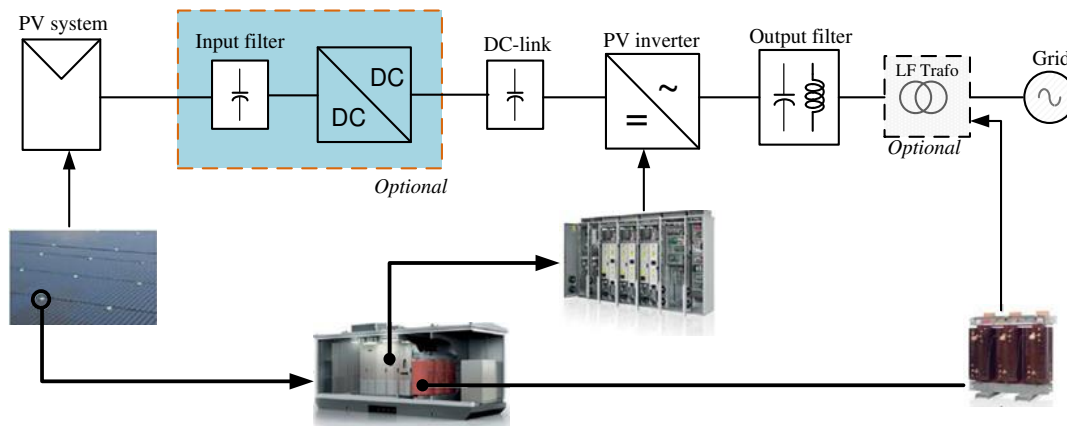 PV system
Input filter
DC
DC
Optional
DC-link
PV inverter
~
=
Output filter
LF Trafo
Optional
Grid